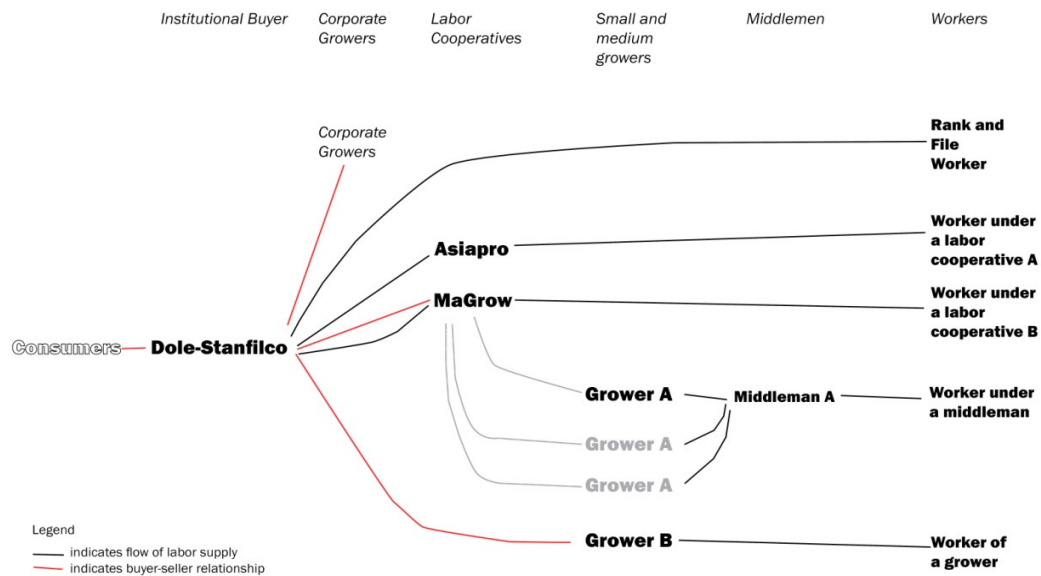 Institutional Buyer
Corporate
Growers
Labor
Cooperatives
Small and
medium
growers
Middlemen
Workers
Corporate
Growers
Rank and
File
Worker
Asiapro
Worker under
a labor
cooperative A
MaGrow
Worker under
a labor
cooperative B
Consumers
Dole-Stanfilco
Grower A
Middleman A
Worker under
a middleman
Grower A
Grower A
Grower B
Worker of
a grower
Legend
indicates flow of labor supply
indicates buyer-seller relationship